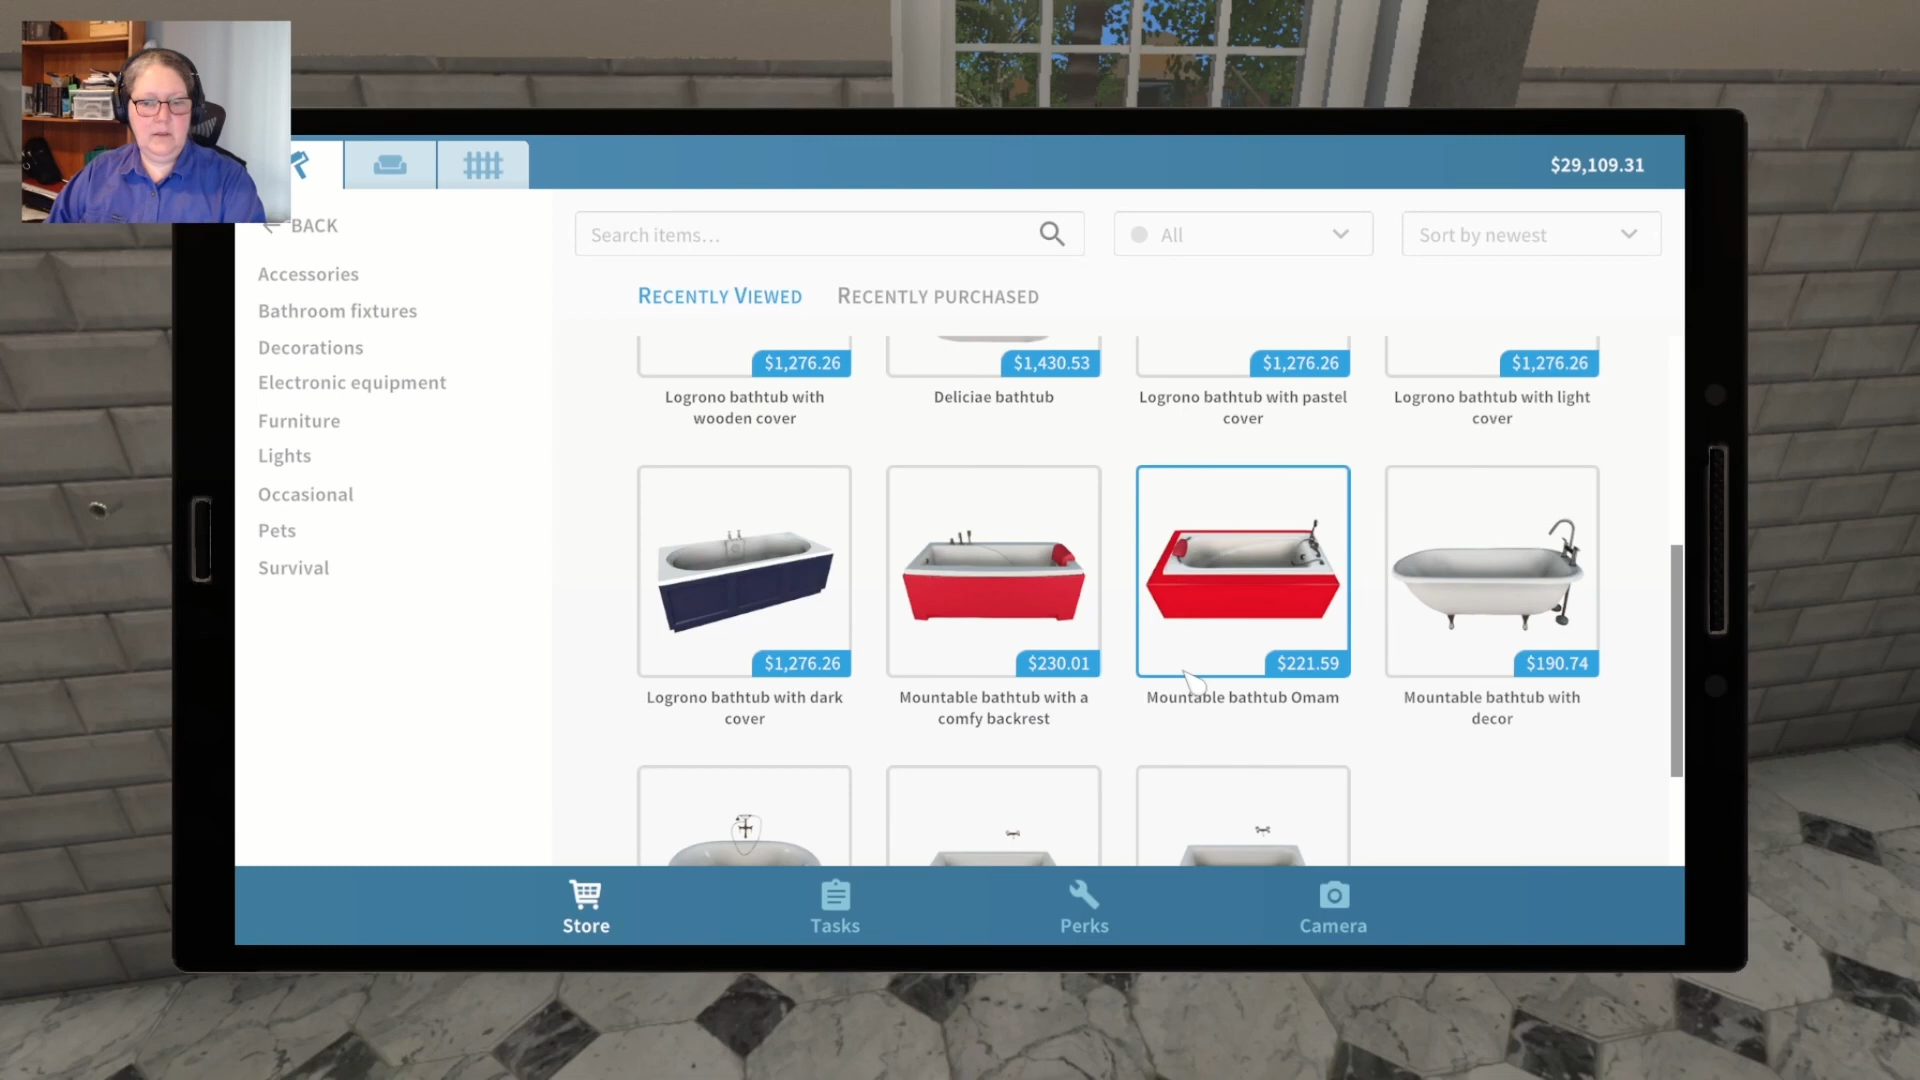 $29,109.31
BACK
Search items...
All
Sort by newest
Accessories
Bathroom fixtures
Decorations
Electronic equipment
Furniture
Lights
Occasional
Pets
Survival
RECENTLY VIEWED
RECENTLY PURCHASED
$1,276.26
$1,430.53
$1,276.26
$1,276.26
Logrono bathtub with
wooden cover
Deliciae bathtub
Logrono bathtub with pastel
cover
Logrono bathtub with light
cover
$1,276.26
$230.01
$221.59
$190.74
Logrono bathtub with dark
cover
Mountable bathtub with a
comfy backrest
Mountable bathtub Omam
Mountable bathtub with
decor
Store
Tasks
Perks
Camera